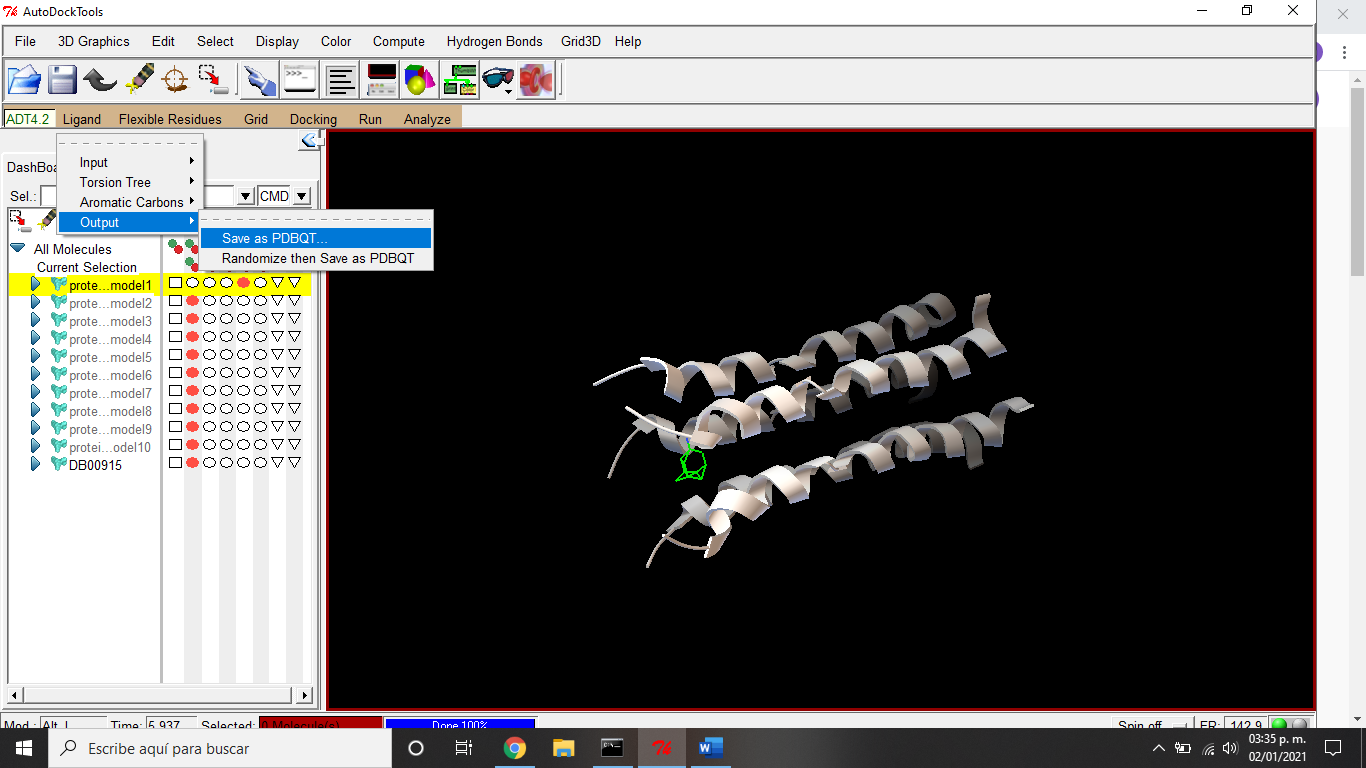 AutoDockTools
File 3D Graphics Edit Select Display Color Compute Hydrogen Bonds Grid3D Help
ADT4.2 Ligand Flexible Residues Grid Docking Run Analyze
Input
DashBoa
Torsion Tree
Sel.: CMD
Aromatic Carbons
Output
Save as PDBQT...
All Molecules
Randomize then Save as PDBQT
Current Selection
prote...model1
prote...model2
prote...model3
prote...model4
prote...model5
prote...model6
prote...model7
prote...model8
prote...model9
protei...odel10
DB00915
Mod.: Alt_L Time: 5.937 Selected: 0 Molecule(s) Done 100% Spin off FR: 142.9
Escribe aquí para buscar
03:35 p. m.
02/01/2021